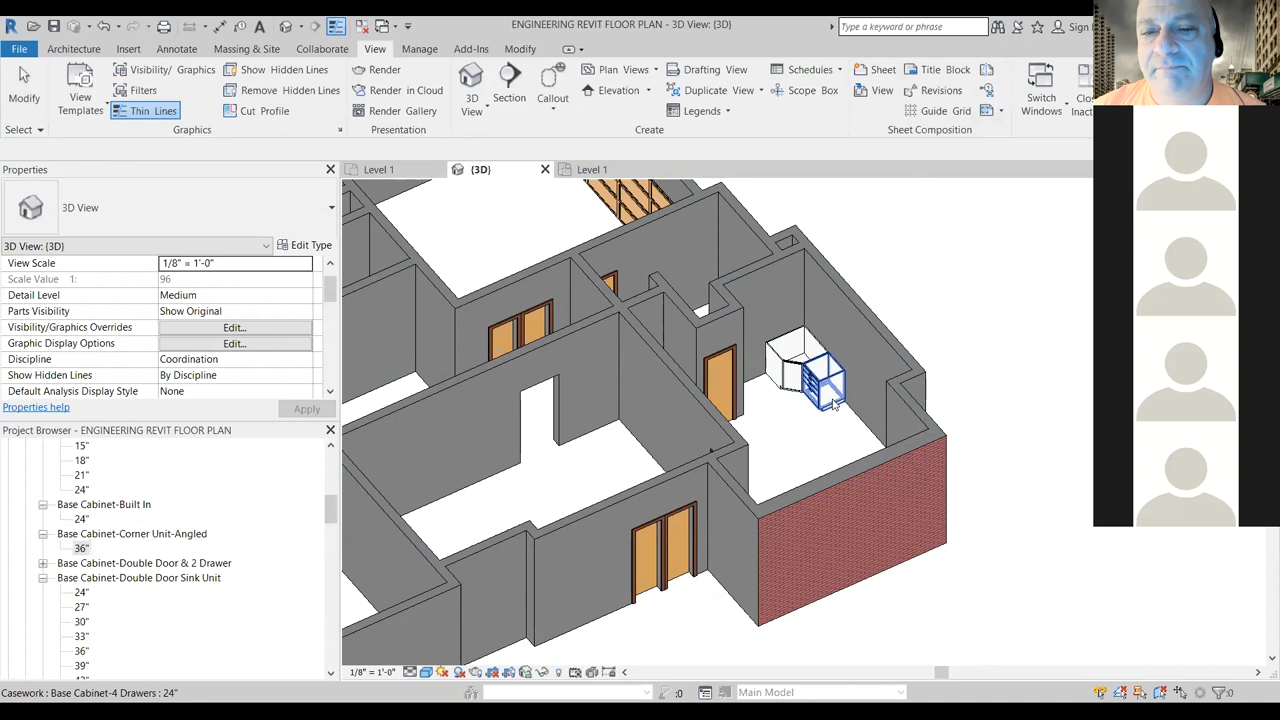 ENGINEERING REVIT FLOOR PLAN - 3D View: {3D}
Type a keyword or phrase
Sign
File
Architecture
Insert
Annotate
Massing & Site
Collaborate
View
Manage
Add-Ins
Modify
Modify
View
Templates
Visibility/ Graphics
Filters
Thin Lines
Show Hidden Lines
Remove Hidden Lines
Cut Profile
Render
Render in Cloud
Render Gallery
3D
View
Section
Callout
Plan Views
Elevation
Drafting View
Duplicate View
Legends
Schedules
Scope Box
Sheet
View
Title Block
Revisions
Guide Grid
Switch
Windows
Select
Graphics
Presentation
Create
Sheet Composition
Properties
3D View
3D View: {3D}
Edit Type
View Scale 1/8" = 1'-0"
Scale Value 1: 96
Detail Level Medium
Parts Visibility Show Original
Visibility/Graphics Overrides Edit...
Graphic Display Options Edit...
Discipline Coordination
Show Hidden Lines By Discipline
Default Analysis Display Style None
Properties help
Apply
Project Browser - ENGINEERING REVIT FLOOR PLAN
15"
18"
21"
24"
Base Cabinet-Built In
24"
Base Cabinet-Corner Unit-Angled
36"
Base Cabinet-Double Door & 2 Drawer
Base Cabinet-Double Door Sink Unit
24"
27"
30"
33"
36"
39"
Level 1
{3D}
Level 1
1/8" = 1'-0"
Casework : Base Cabinet-4 Drawers : 24"
:0
Main Model
:0